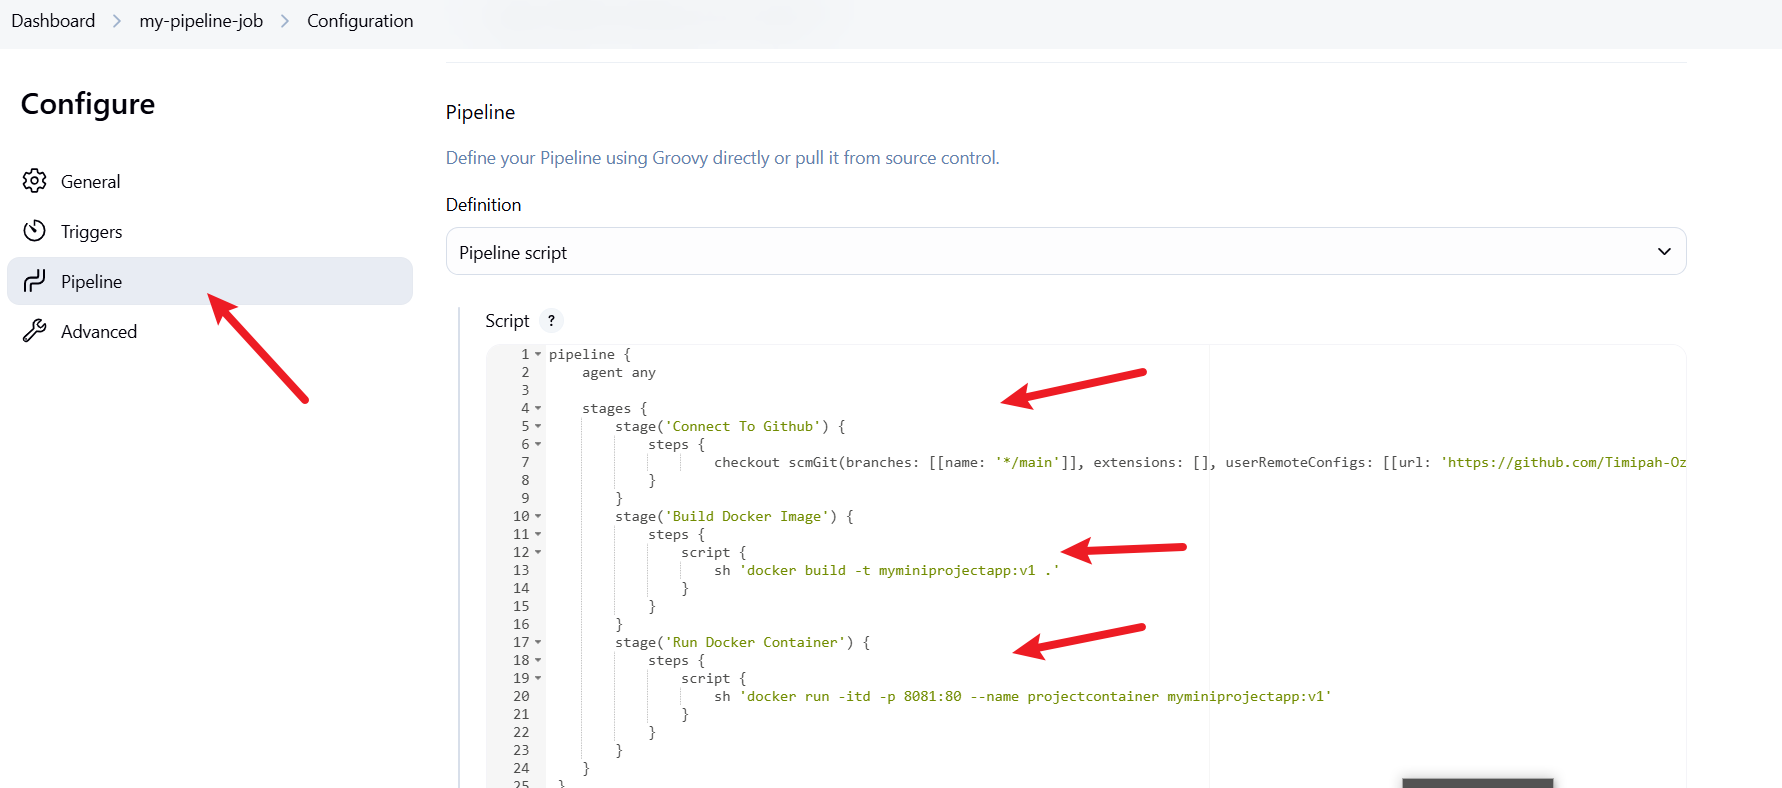 Dashboard > my-pipeline-job > Configuration
Configure
General
Triggers
Pipeline
Advanced
Pipeline
Define your Pipeline using Groovy directly or pull it from source control.
Definition
Pipeline script
Script ?
1 pipeline {
2     agent any
3
4     stages {
5         stage('Connect To Github') {
6             steps {
7                     checkout scmGit(branches: [[name: '*/main']], extensions: [], userRemoteConfigs: [[url: 'https://github.com/Timipah-Oz
8             }
9         }
10         stage('Build Docker Image') {
11             steps {
12                 script {
13                     sh 'docker build -t myminiprojectapp:v1 .'
14                 }
15             }
16         }
17         stage('Run Docker Container') {
18             steps {
19                 script {
20                     sh 'docker run -itd -p 8081:80 --name projectcontainer myminiprojectapp:v1'
21                 }
22             }
23         }
24     }
25  }